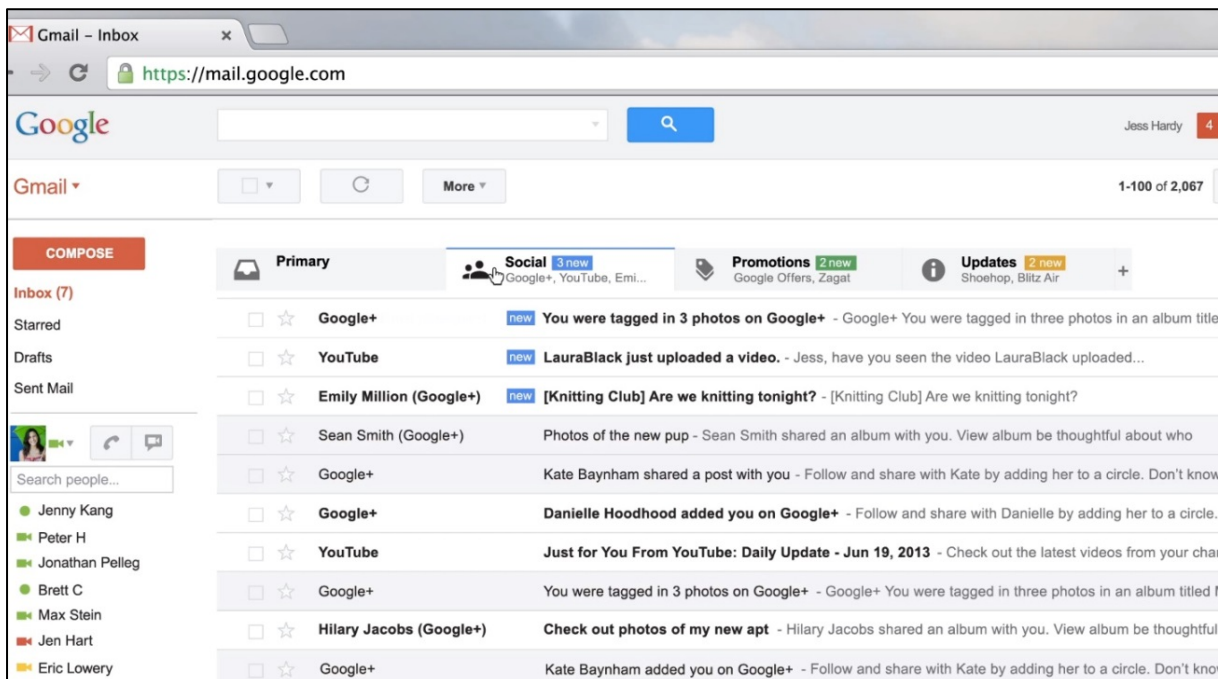 Gmail – Inbox ×
https://mail.google.com
Google Jess Hardy 4
Gmail More 1-100 of 2,067
COMPOSE
Inbox (7)
Starred
Drafts
Sent Mail
Search people...
Jenny Kang
Peter H
Jonathan Pelleg
Brett C
Max Stein
Jen Hart
Eric Lowery
Primary
Social 3 new
Google+, YouTube, Emi...
Promotions 2 new
Google Offers, Zagat
Updates 2 new
Shoehop, Blitz Air
+
Google+ new You were tagged in 3 photos on Google+ - Google+ You were tagged in three photos in an album title
YouTube new LauraBlack just uploaded a video. - Jess, have you seen the video LauraBlack uploaded...
Emily Million (Google+) new [Knitting Club] Are we knitting tonight? - [Knitting Club] Are we knitting tonight?
Sean Smith (Google+) Photos of the new pup - Sean Smith shared an album with you. View album be thoughtful about who
Google+ Kate Baynham shared a post with you - Follow and share with Kate by adding her to a circle. Don't know
Google+ Danielle Hoodhood added you on Google+ - Follow and share with Danielle by adding her to a circle.
YouTube Just for You From YouTube: Daily Update - Jun 19, 2013 - Check out the latest videos from your cha
Google+ You were tagged in 3 photos on Google+ - Google+ You were tagged in three photos in an album titled
Hilary Jacobs (Google+) Check out photos of my new apt - Hilary Jacobs shared an album with you. View album be thoughtful
Google+ Kate Baynham added you on Google+ - Follow and share with Kate by adding her to a circle. Don't kno